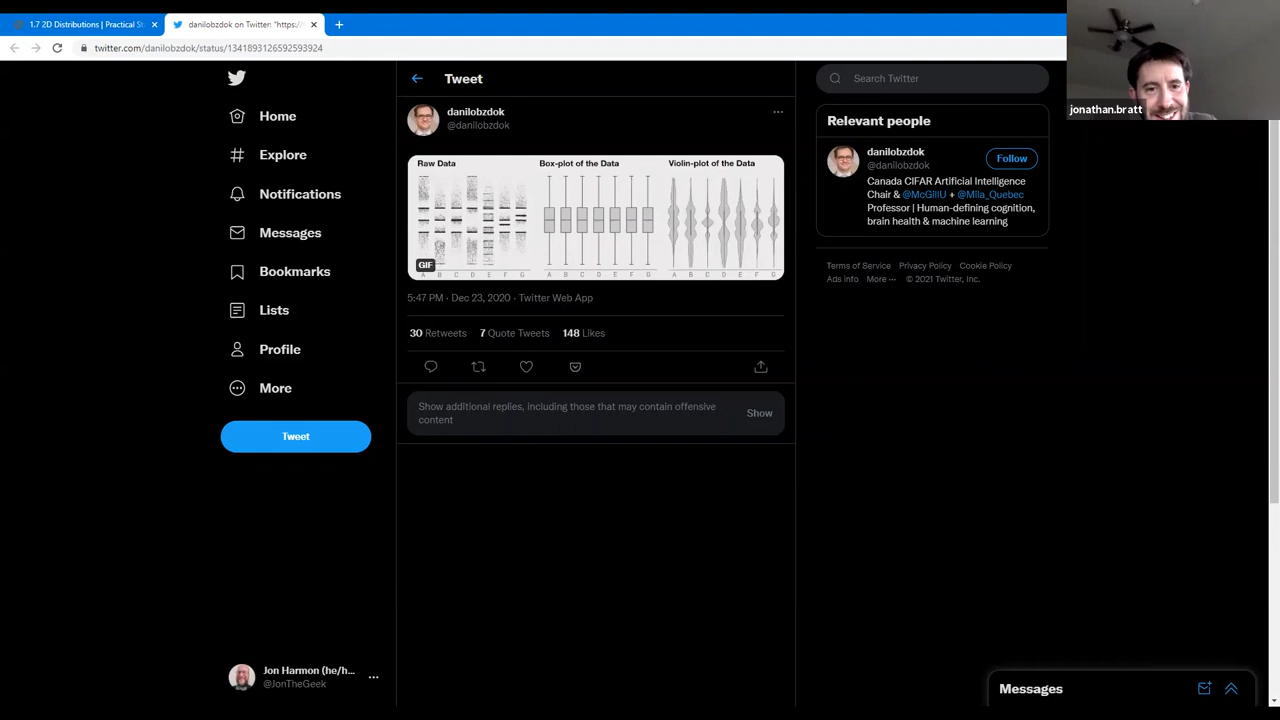 1.7 2D Distributions | Practical St
danilobzdok on Twitter: "https://
twitter.com/danilobzdok/status/1341893126592593924
jonathan.bratt
Home
Explore
Notifications
Messages
Bookmarks
Lists
Profile
More
Tweet
Jon Harmon (he/h...
@JonTheGeek
Tweet
danilobzdok
@danilobzdok
Raw Data
Box-plot of the Data
Violin-plot of the Data
GIF
A B C D E F G
A B C D E F G
A B C D E F G
5:47 PM · Dec 23, 2020 · Twitter Web App
30 Retweets 7 Quote Tweets 148 Likes
Show additional replies, including those that may contain offensive
content
Show
Search Twitter
Relevant people
danilobzdok
@danilobzdok
Follow
Canada CIFAR Artificial Intelligence
Chair & @McGillU + @Mila_Quebec
Professor | Human-defining cognition,
brain health & machine learning
Terms of Service Privacy Policy Cookie Policy
Ads info More ··· © 2021 Twitter, Inc.
Messages